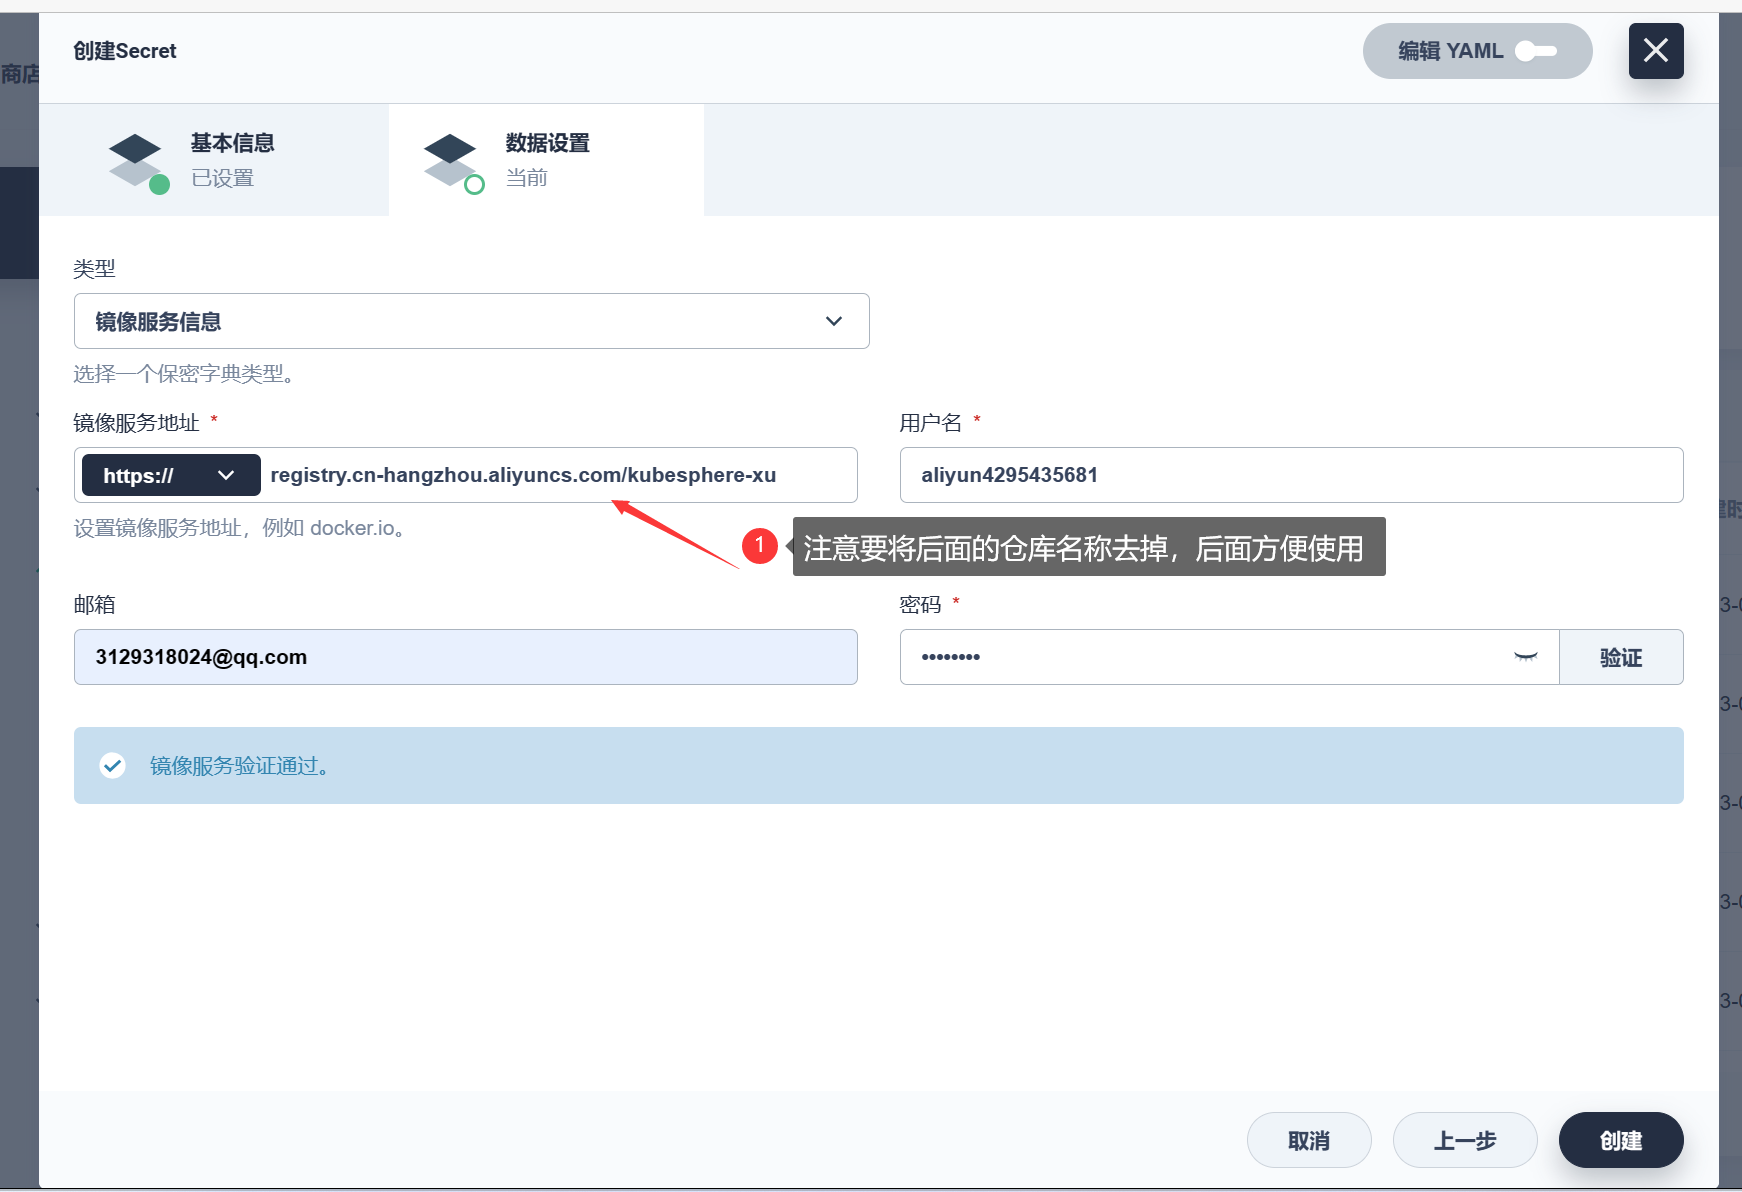 创建Secret
编辑 YAML
商店
基本信息
已设置
数据设置
当前
类型
镜像服务信息
选择一个保密字典类型。
镜像服务地址 *
用户名 *
https://
registry.cn-hangzhou.aliyuncs.com/kubesphere-xu
aliyun4295435681
设置镜像服务地址，例如 docker.io。
1
注意要将后面的仓库名称去掉，后面方便使用
邮箱
密码 *
3129318024@qq.com
••••••••
验证
镜像服务验证通过。
取消
上一步
创建